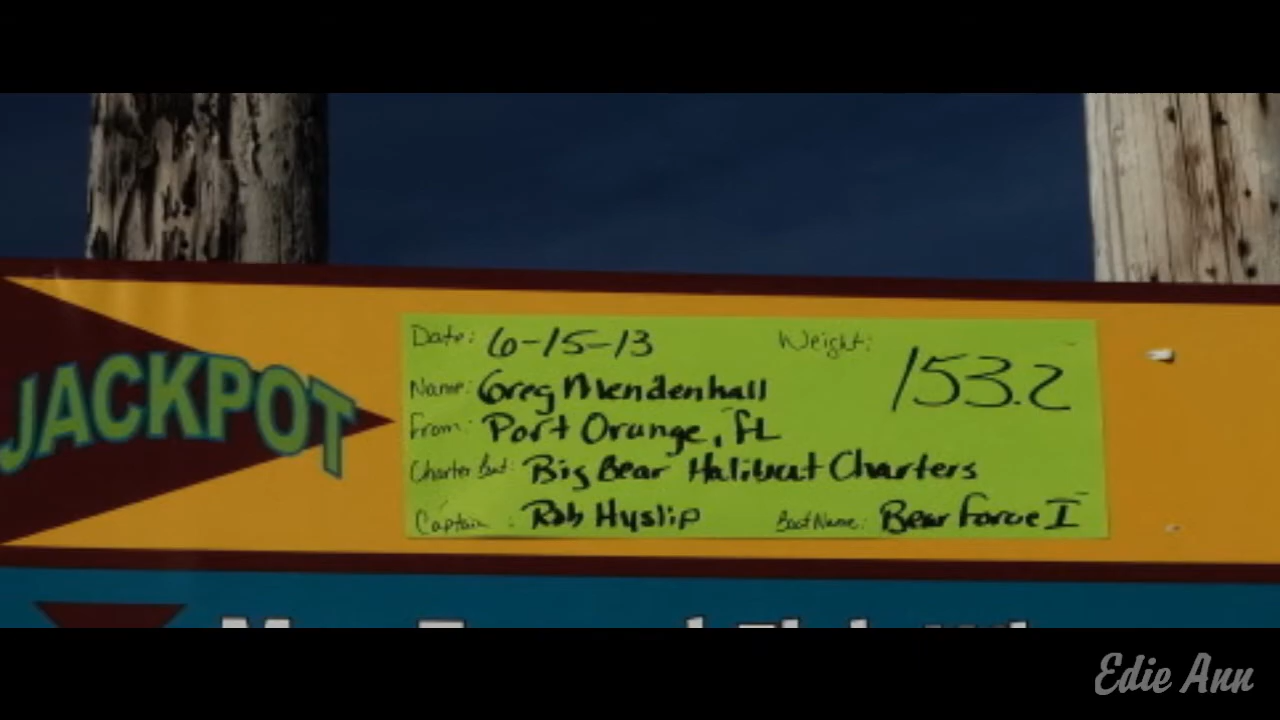 JACKPOT
Date: 6-15-13 Weight: 153.2
Name: Greg Mendenhall
From: Port Orange, FL
Charter Boat: Big Bear Halibut Charters
Captain: Rob Hyslip Boat Name: Bear Force I
Edie Ann